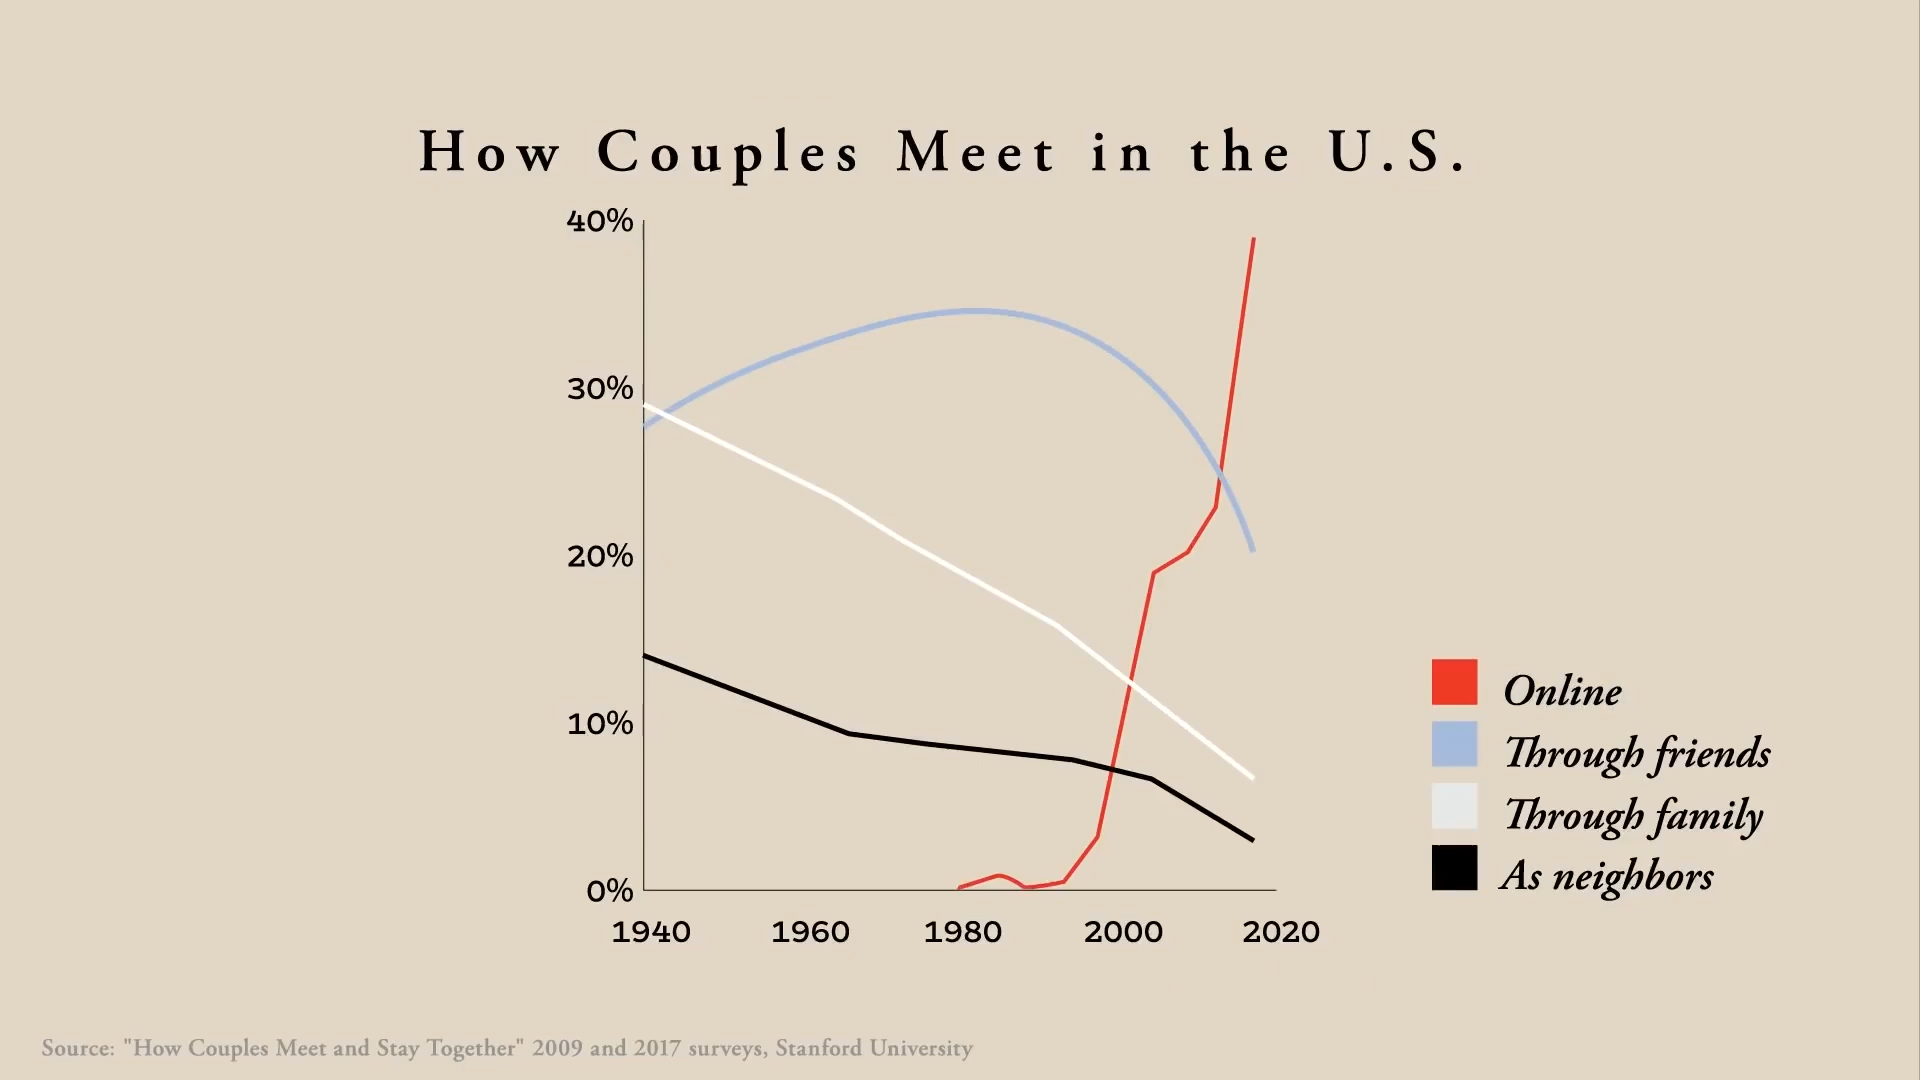 How Couples Meet in the U.S.
40%
30%
20%
10%
0%
1940 1960 1980 2000 2020
Online
Through friends
Through family
As neighbors
Source: "How Couples Meet and Stay Together" 2009 and 2017 surveys, Stanford University